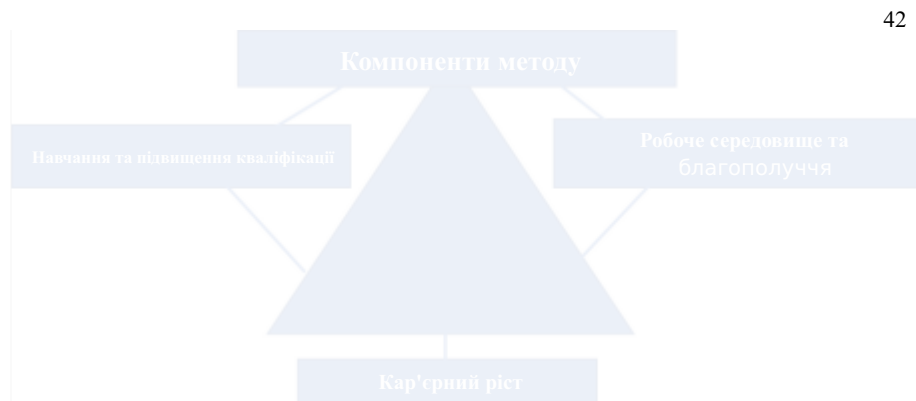 42
Компоненти методу
Навчання та підвищення кваліфікації
Робоче середовище та
благополуччя
Кар'єрний ріст